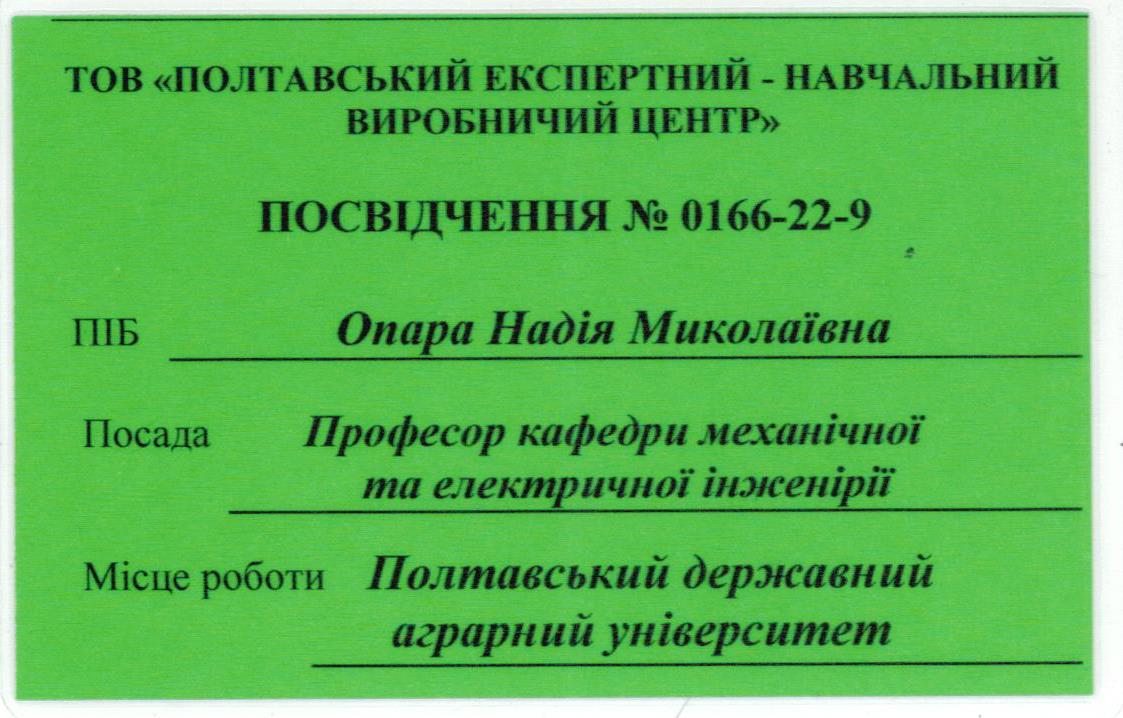 ТОВ «ПОЛТАВСЬКИЙ ЕКСПЕРТНИЙ - НАВЧАЛЬНИЙ
ВИРОБНИЧИЙ ЦЕНТР»
ПОСВІДЧЕННЯ № 0166-22-9
ПІБ Опара Надія Миколаївна
Посада Професор кафедри механічної
та електричної інженірії
Місце роботи Полтавський державний
аграрний університет